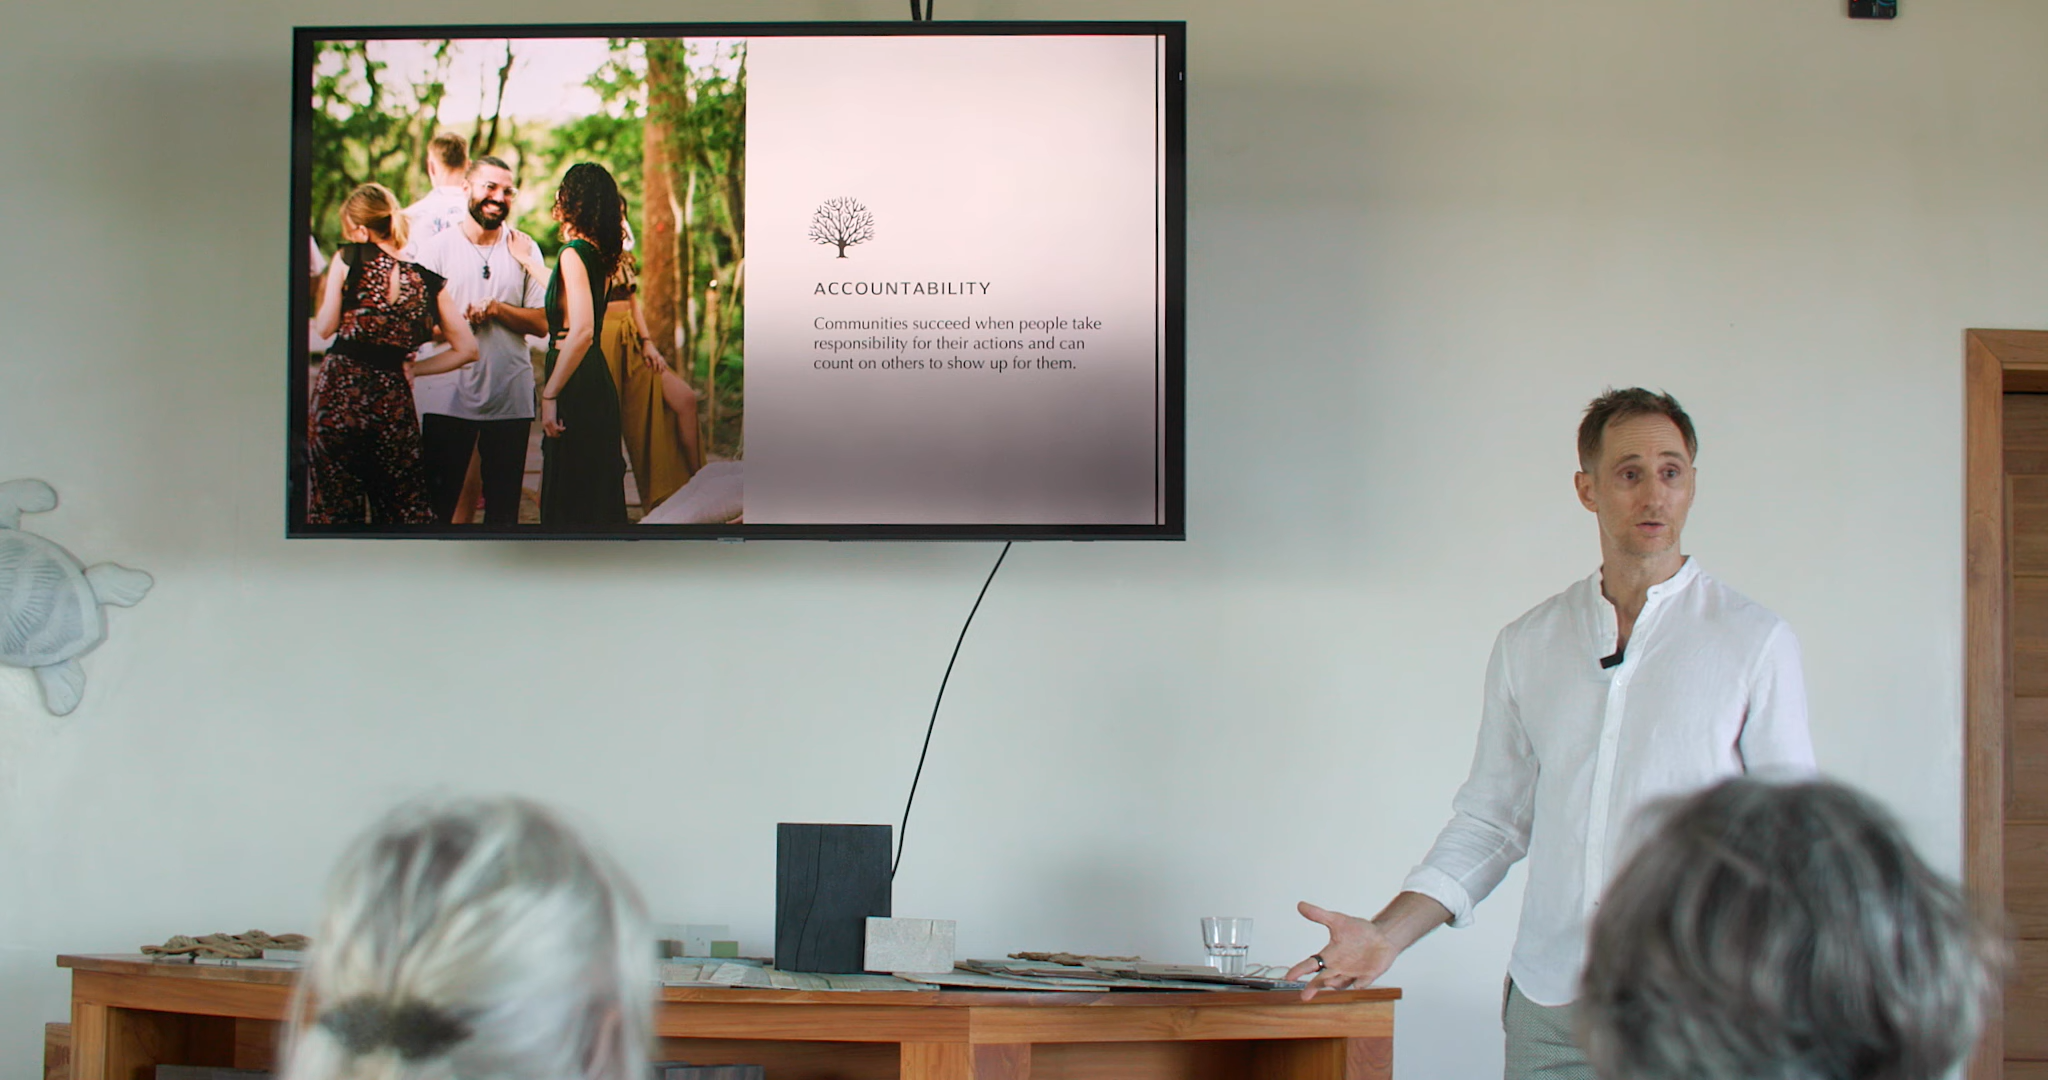 ACCOUNTABILITY
Communities succeed when people take
responsibility for their actions and can
count on others to show up for them.